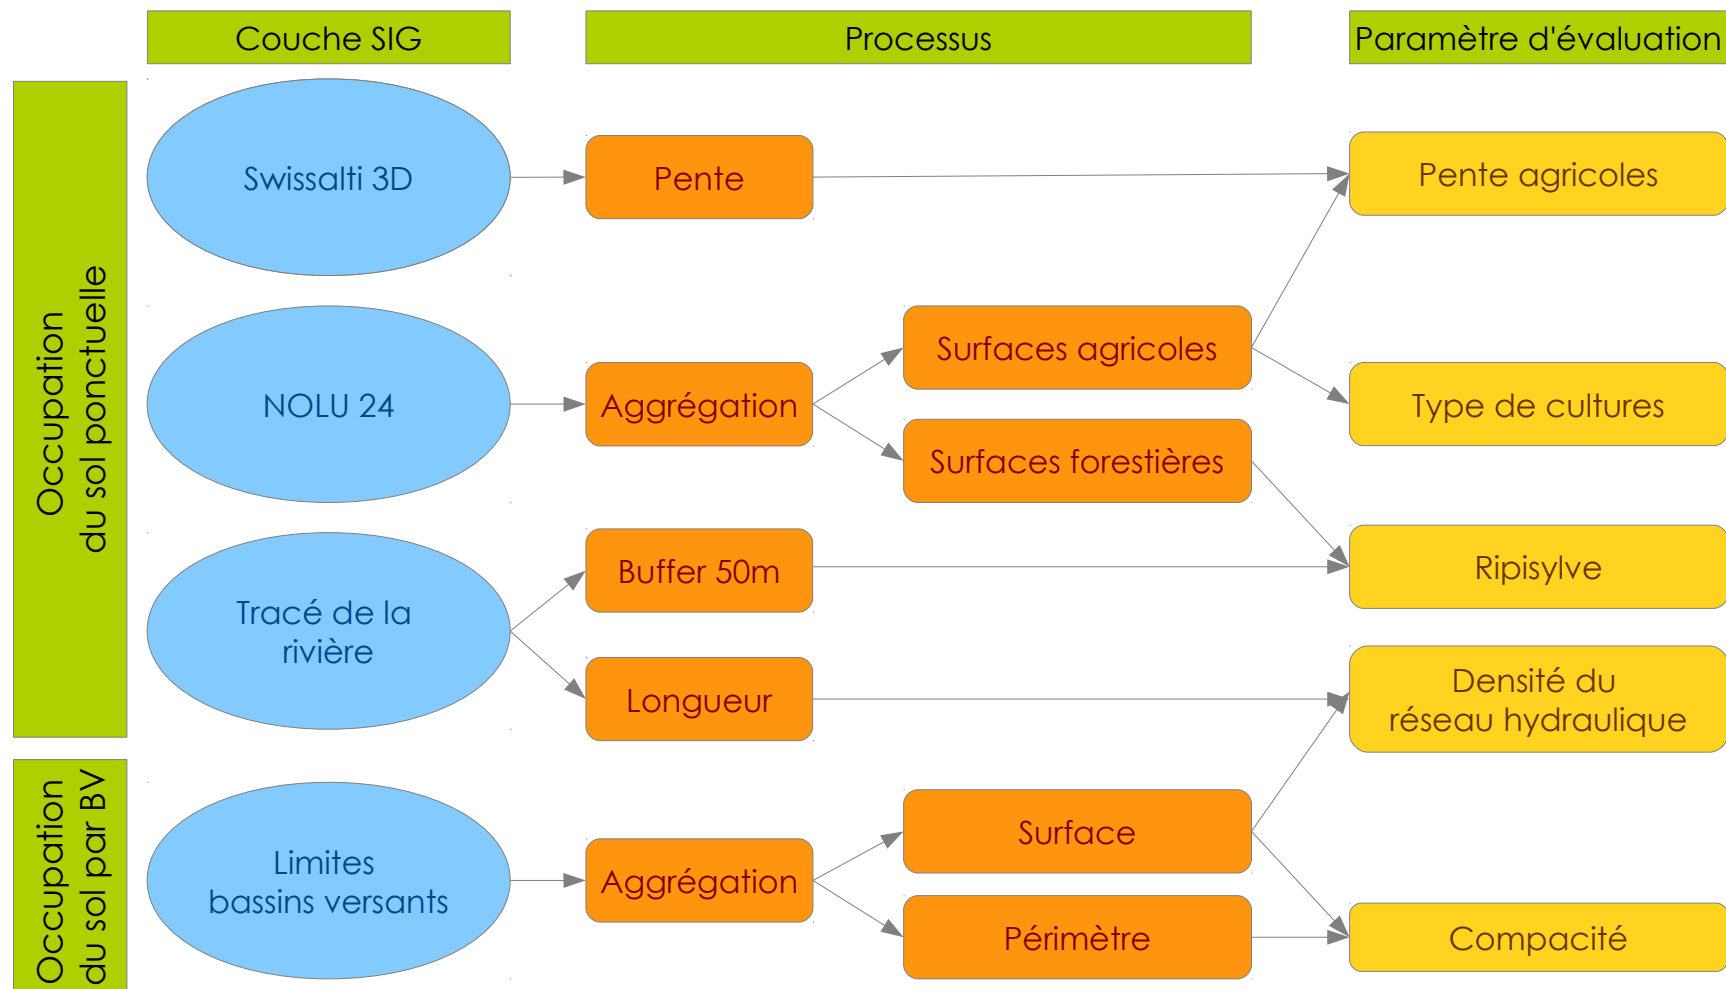 Couche SIG
Processus
Paramètre d'évaluation
Occupation
du sol ponctuelle
Swissalti 3D
Pente
Pente agricoles
NOLU 24
Aggrégation
Surfaces agricoles
Surfaces forestières
Type de cultures
Tracé de la
rivière
Buffer 50m
Longueur
Ripisylve
Densité du
réseau hydraulique
Occupation
du sol par BV
Limites
bassins versants
Aggrégation
Surface
Périmètre
Compacité